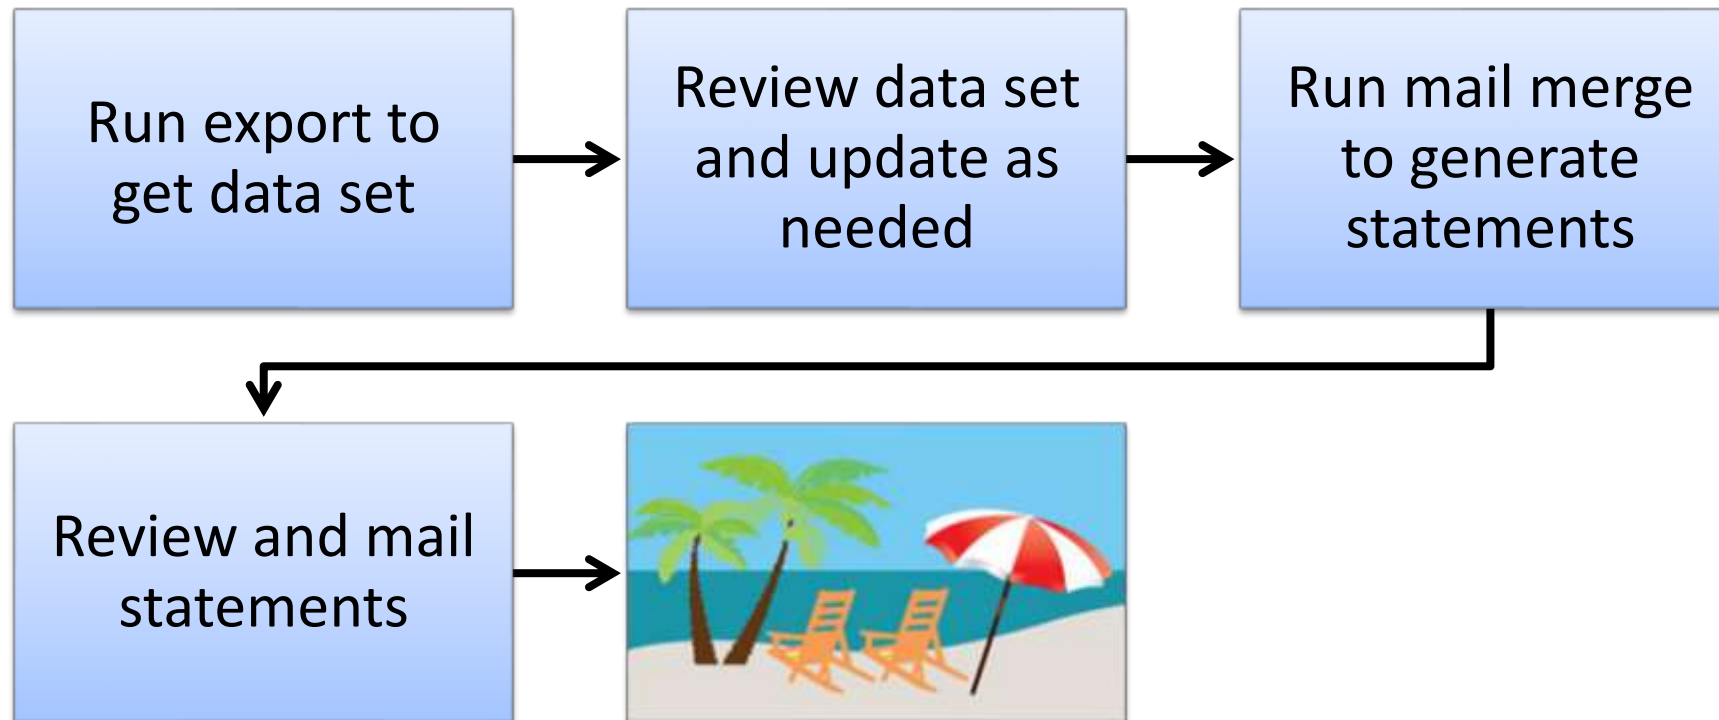 Run export to
get data set
Review data set
and update as
needed
Run mail merge
to generate
statements
Review and mail
statements